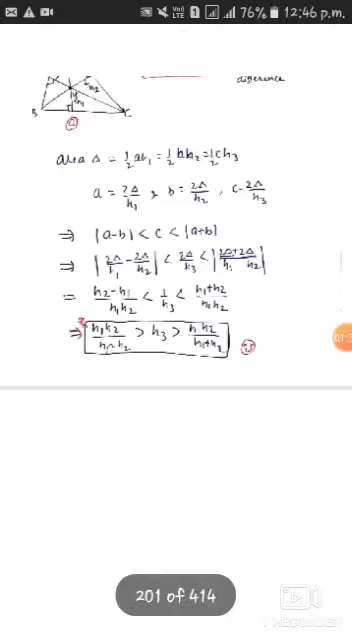 76% 12:46 p.m.
difference
B C
area Δ = 1/2 ah₁ = 1/2 bh₂ = 1/2 ch₃
a = 2Δ/h₁ & b = 2Δ/h₂ , c - 2Δ/h₃
⇒ |a-b| < c < |a+b|
⇒ |2Δ/h₁ - 2Δ/h₂| < 2Δ/h₃ < |2Δ/h₁ + 2Δ/h₂|
= h₂-h₁/h₁h₂ < 1/h₃ < h₁+h₂/h₁h₂
⇒ h₁h₂/h₁~h₂ > h₃ > h₁h₂/h₁+h₂
201 of 414